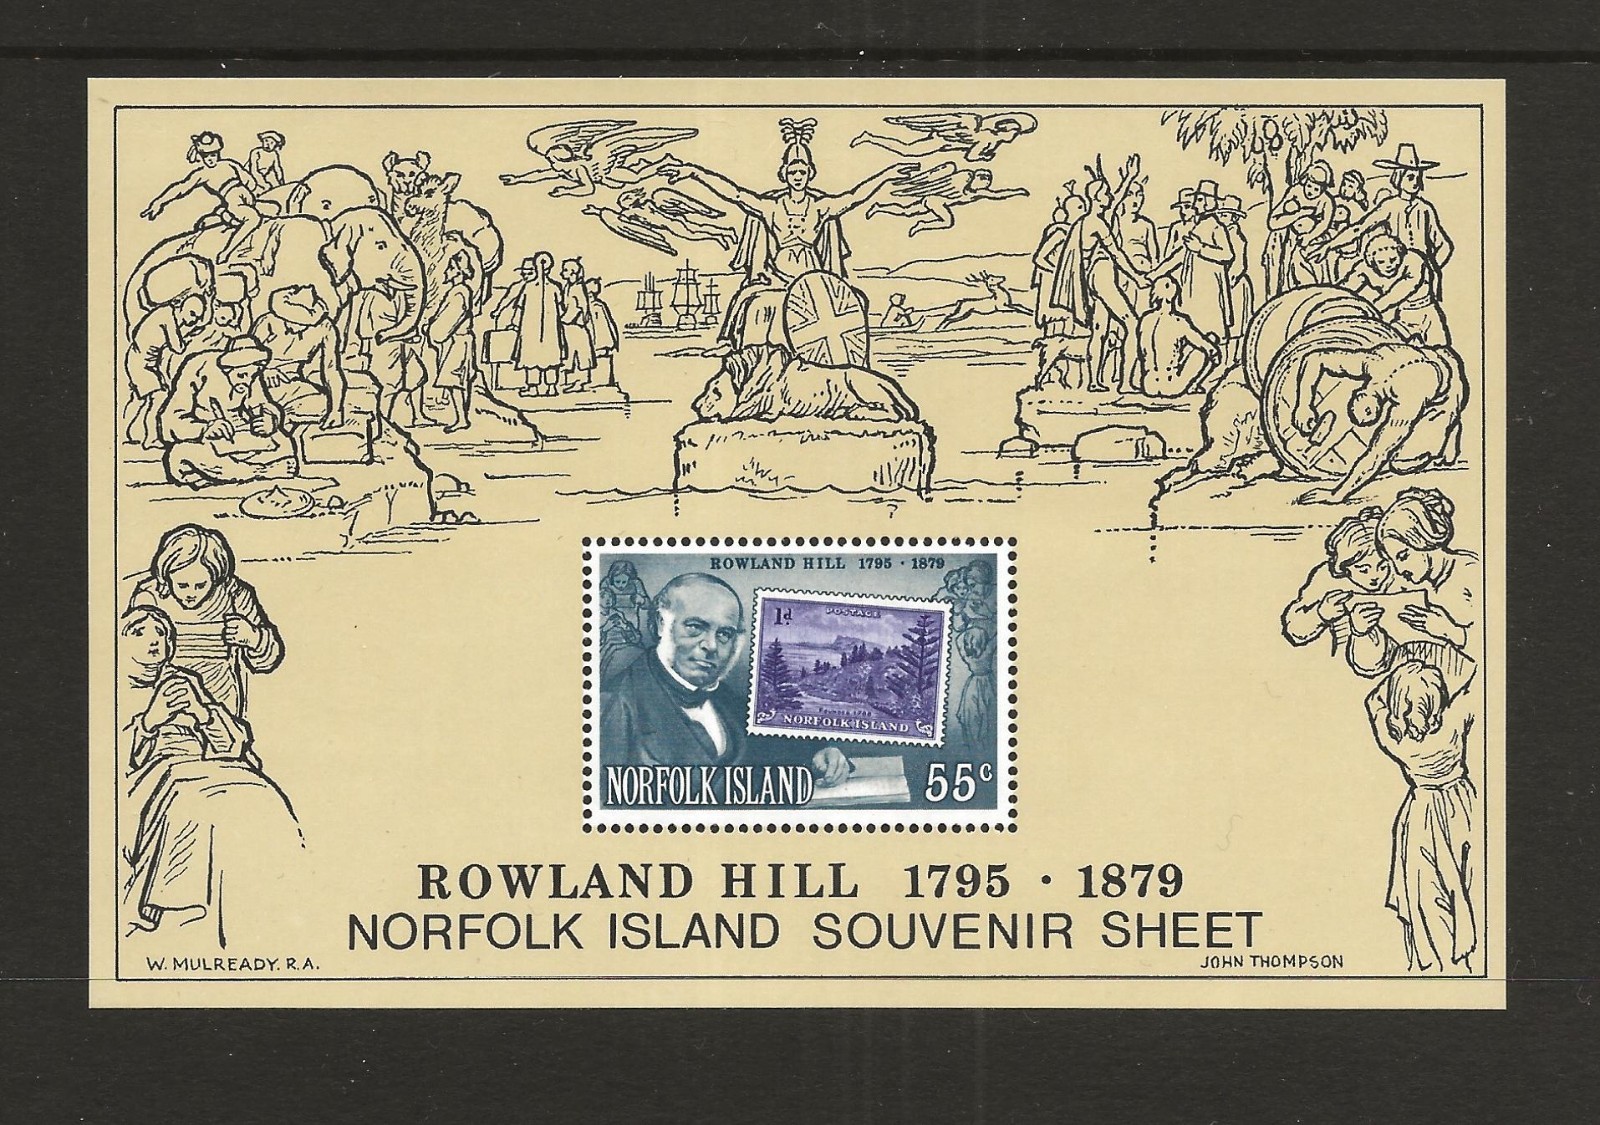 ROWLAND HILL 1795 · 1879
1d
POSTAGE
NORFOLK ISLAND
NORFOLK ISLAND 55c
ROWLAND HILL 1795 · 1879
NORFOLK ISLAND SOUVENIR SHEET
W. MULREADY. R.A.
JOHN THOMPSON